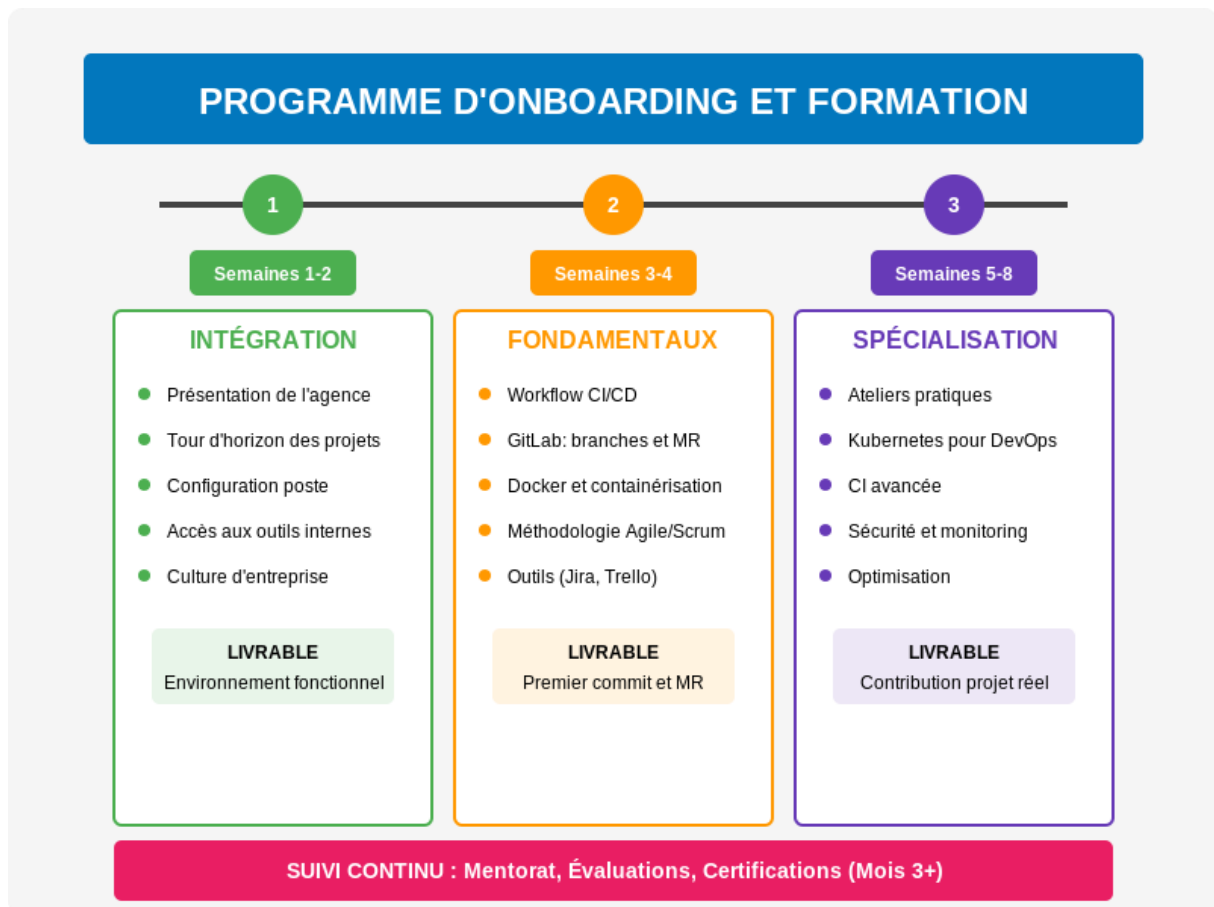 PROGRAMME D'ONBOARDING ET FORMATION
1
2
3
Semaines 1-2
Semaines 3-4
Semaines 5-8
INTÉGRATION
Présentation de l'agence
Tour d'horizon des projets
Configuration poste
Accès aux outils internes
Culture d'entreprise
LIVRABLE
Environnement fonctionnel
FONDAMENTAUX
Workflow CI/CD
GitLab: branches et MR
Docker et containérisation
Méthodologie Agile/Scrum
Outils (Jira, Trello)
LIVRABLE
Premier commit et MR
SPÉCIALISATION
Ateliers pratiques
Kubernetes pour DevOps
CI avancée
Sécurité et monitoring
Optimisation
LIVRABLE
Contribution projet réel
SUIVI CONTINU : Mentorat, Évaluations, Certifications (Mois 3+)